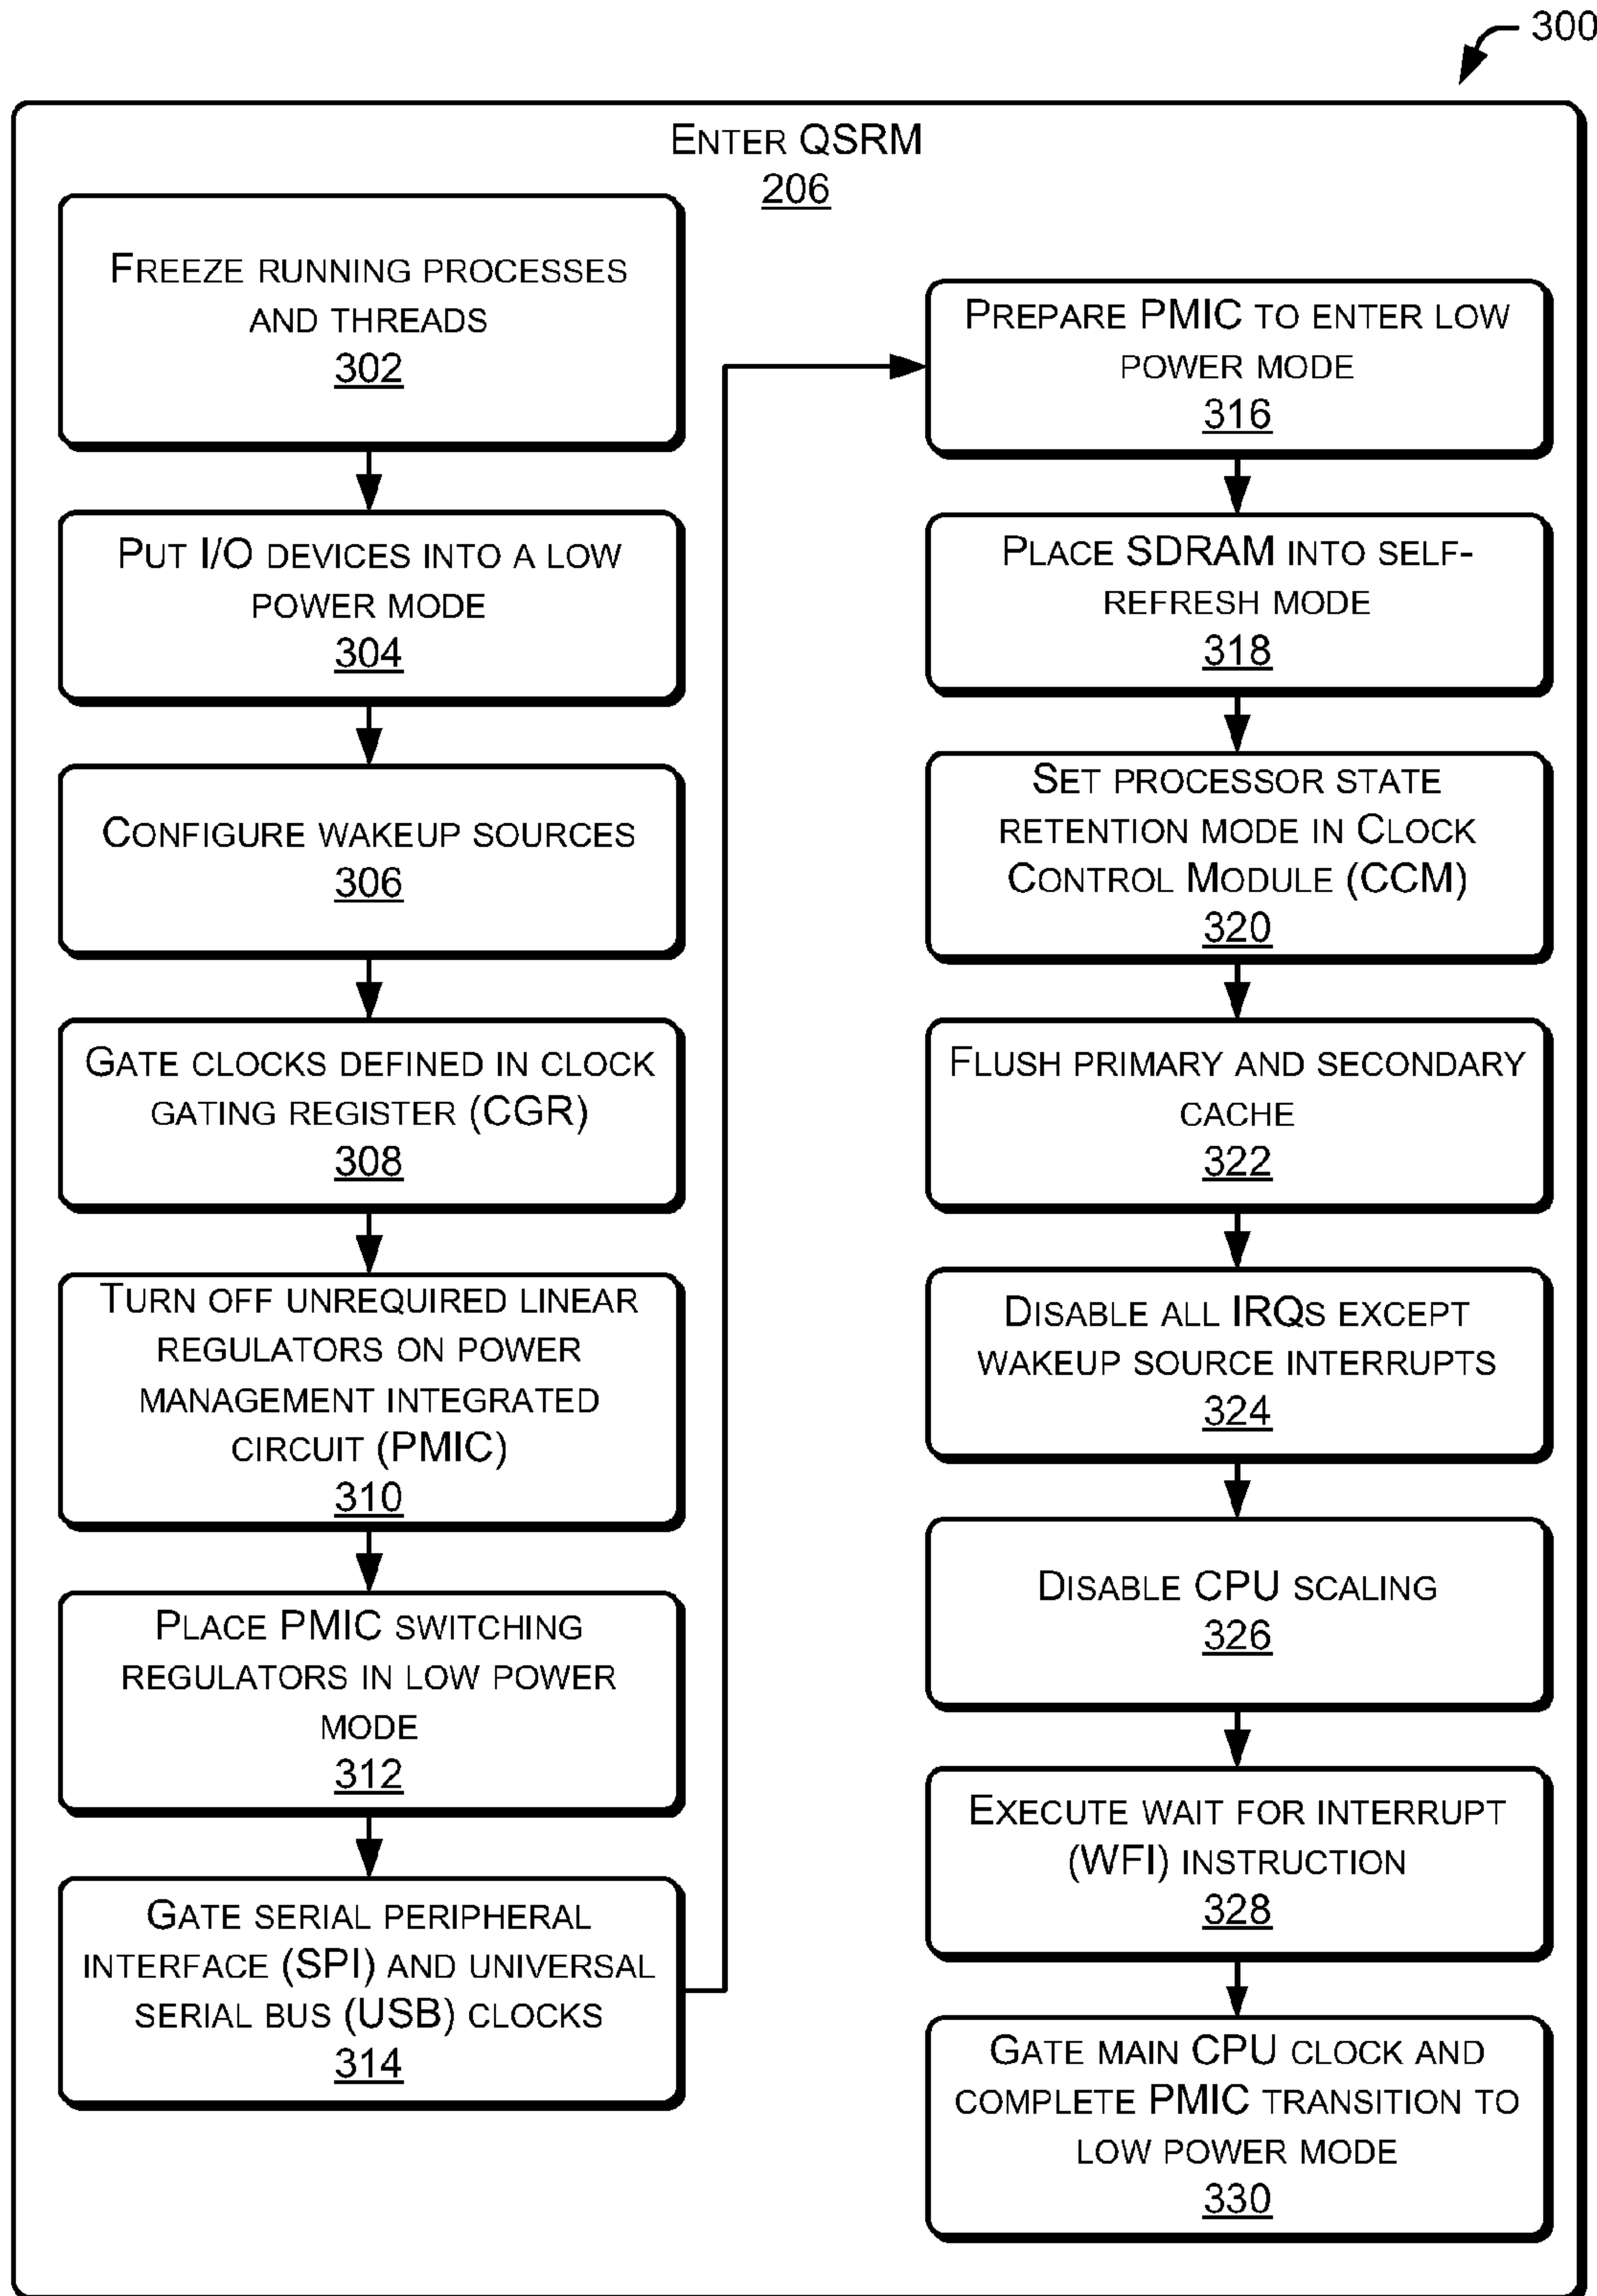 300
ENTER QSRM
206
FREEZE RUNNING PROCESSES
AND THREADS
302
PUT I/O DEVICES INTO A LOW
POWER MODE
304
CONFIGURE WAKEUP SOURCES
306
GATE CLOCKS DEFINED IN CLOCK
GATING REGISTER (CGR)
308
TURN OFF UNREQUIRED LINEAR
REGULATORS ON POWER
MANAGEMENT INTEGRATED
CIRCUIT (PMIC)
310
PLACE PMIC SWITCHING
REGULATORS IN LOW POWER
MODE
312
GATE SERIAL PERIPHERAL
INTERFACE (SPI) AND UNIVERSAL
SERIAL BUS (USB) CLOCKS
314
PREPARE PMIC TO ENTER LOW
POWER MODE
316
PLACE SDRAM INTO SELF-
REFRESH MODE
318
SET PROCESSOR STATE
RETENTION MODE IN CLOCK
CONTROL MODULE (CCM)
320
FLUSH PRIMARY AND SECONDARY
CACHE
322
DISABLE ALL IRQS EXCEPT
WAKEUP SOURCE INTERRUPTS
324
DISABLE CPU SCALING
326
EXECUTE WAIT FOR INTERRUPT
(WFI) INSTRUCTION
328
GATE MAIN CPU CLOCK AND
COMPLETE PMIC TRANSITION TO
LOW POWER MODE
330